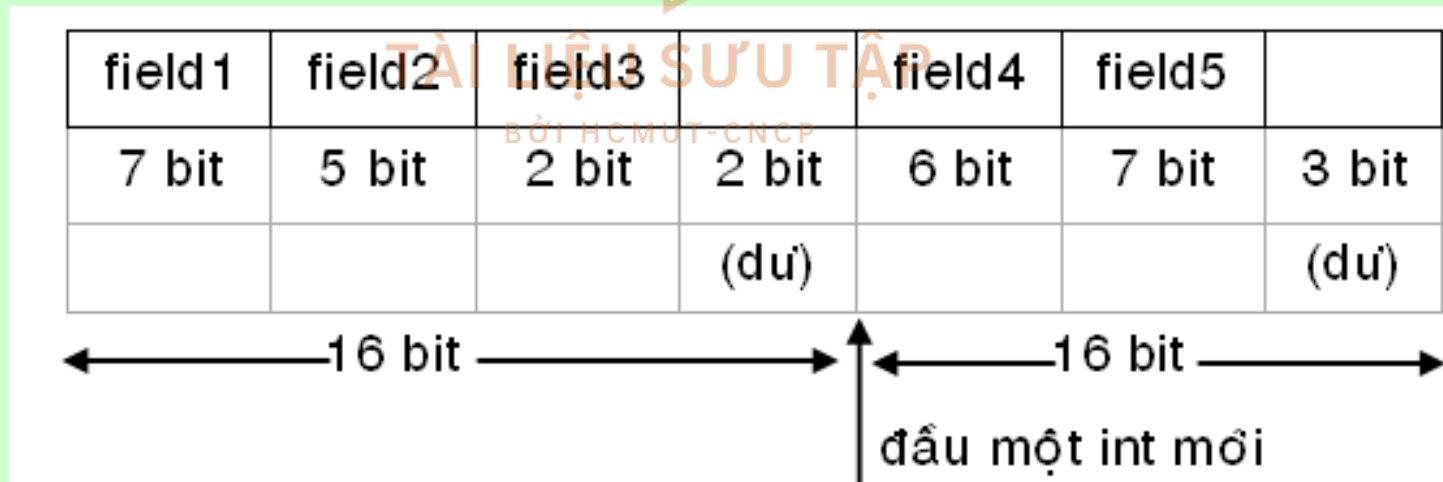 TÀI LIỆU SƯU TẬP
BỞI HCMUT-CNCP
field1 field2 field3 field4 field5
7 bit 5 bit 2 bit 2 bit 6 bit 7 bit 3 bit
(dư) (dư)
16 bit 16 bit
đầu một int mới